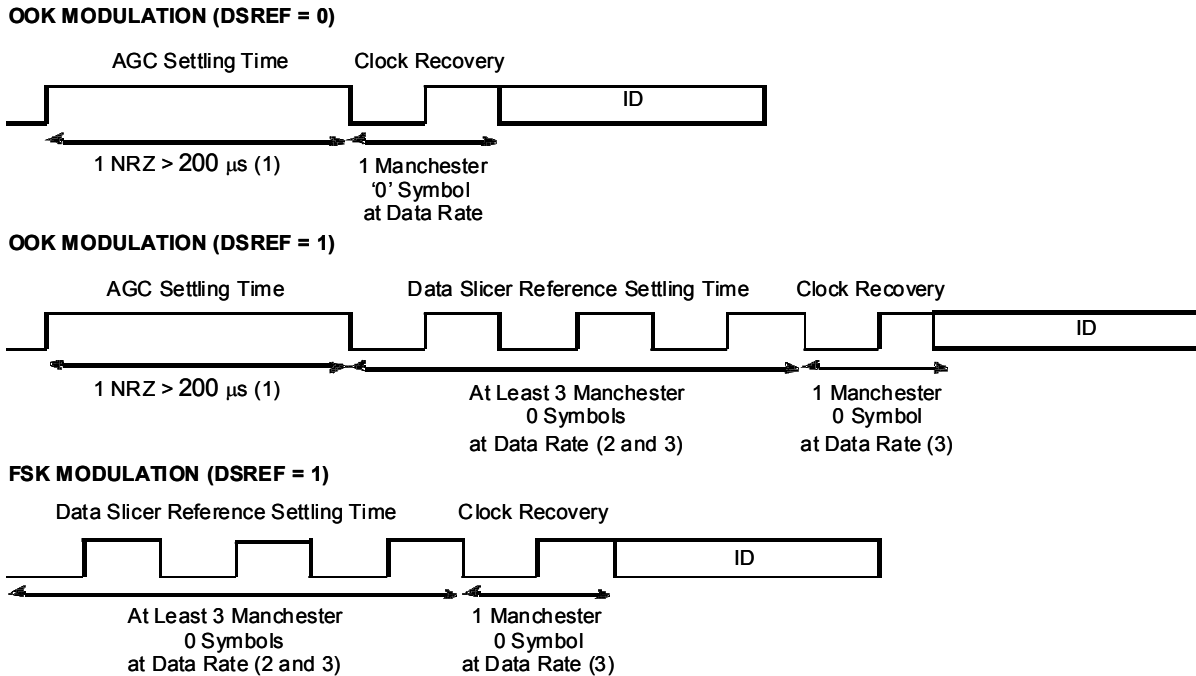 OOK MODULATION (DSREF = 0)
AGC Settling Time
Clock Recovery
ID
1 NRZ > 200 μs (1)
1 Manchester
‘0’ Symbol
at Data Rate
OOK MODULATION (DSREF = 1)
AGC Settling Time
Data Slicer Reference Settling Time
Clock Recovery
ID
1 NRZ > 200 μs (1)
At Least 3 Manchester
0 Symbols
at Data Rate (2 and 3)
1 Manchester
0 Symbol
at Data Rate (3)
FSK MODULATION (DSREF = 1)
Data Slicer Reference Settling Time
Clock Recovery
ID
At Least 3 Manchester
0 Symbols
at Data Rate (2 and 3)
1 Manchester
0 Symbol
at Data Rate (3)